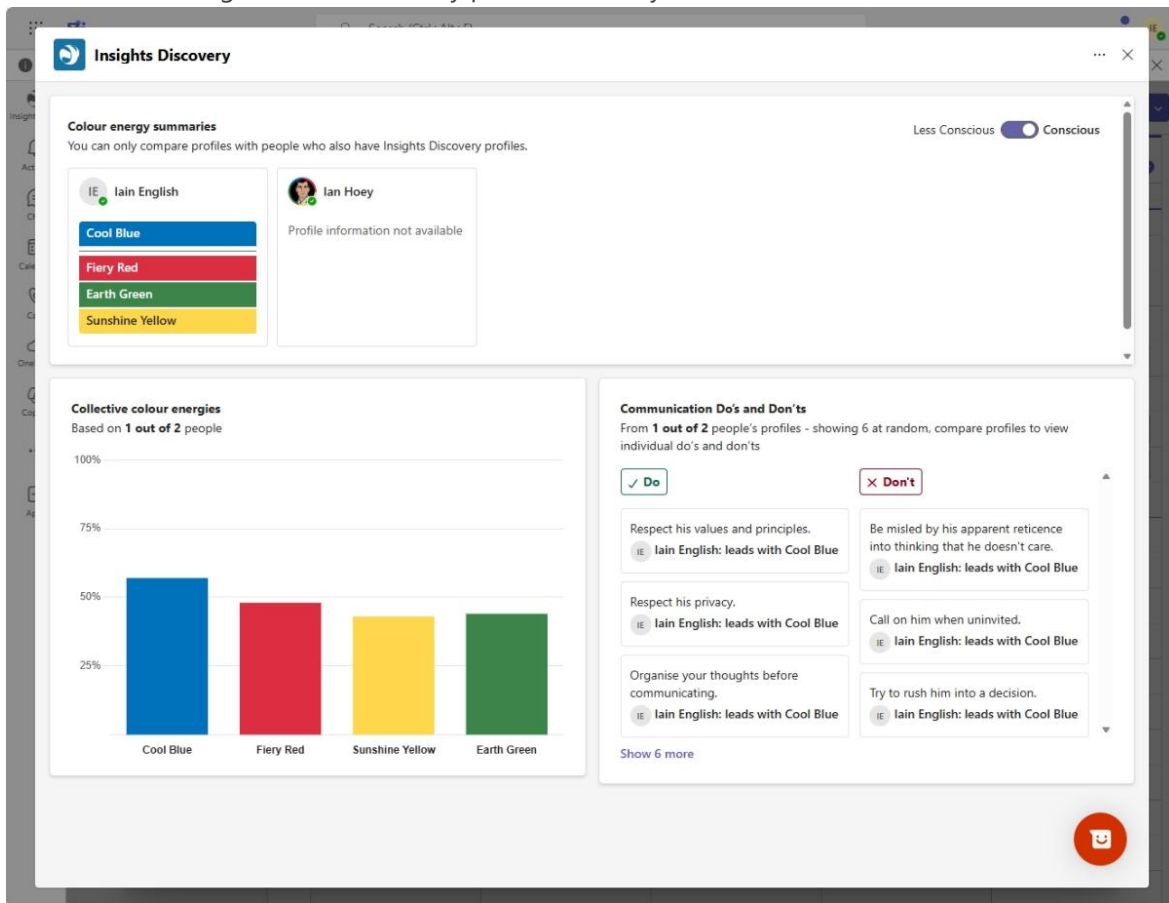 Insights Discovery
Colour energy summaries
You can only compare profiles with people who also have Insights Discovery profiles.
Less Conscious
Conscious
IE
Iain English
Cool Blue
Fiery Red
Earth Green
Sunshine Yellow
Ian Hoey
Profile information not available
Collective colour energies
Based on 1 out of 2 people
100%
75%
50%
25%
Cool Blue
Fiery Red
Sunshine Yellow
Earth Green
Communication Do's and Don'ts
From 1 out of 2 people's profiles - showing 6 at random, compare profiles to view
individual do's and don'ts
Do
Respect his values and principles.
IE Iain English: leads with Cool Blue
Respect his privacy.
IE Iain English: leads with Cool Blue
Organise your thoughts before
communicating.
IE Iain English: leads with Cool Blue
Show 6 more
Don't
Be misled by his apparent reticence
into thinking that he doesn't care.
IE Iain English: leads with Cool Blue
Call on him when uninvited.
IE Iain English: leads with Cool Blue
Try to rush him into a decision.
IE Iain English: leads with Cool Blue